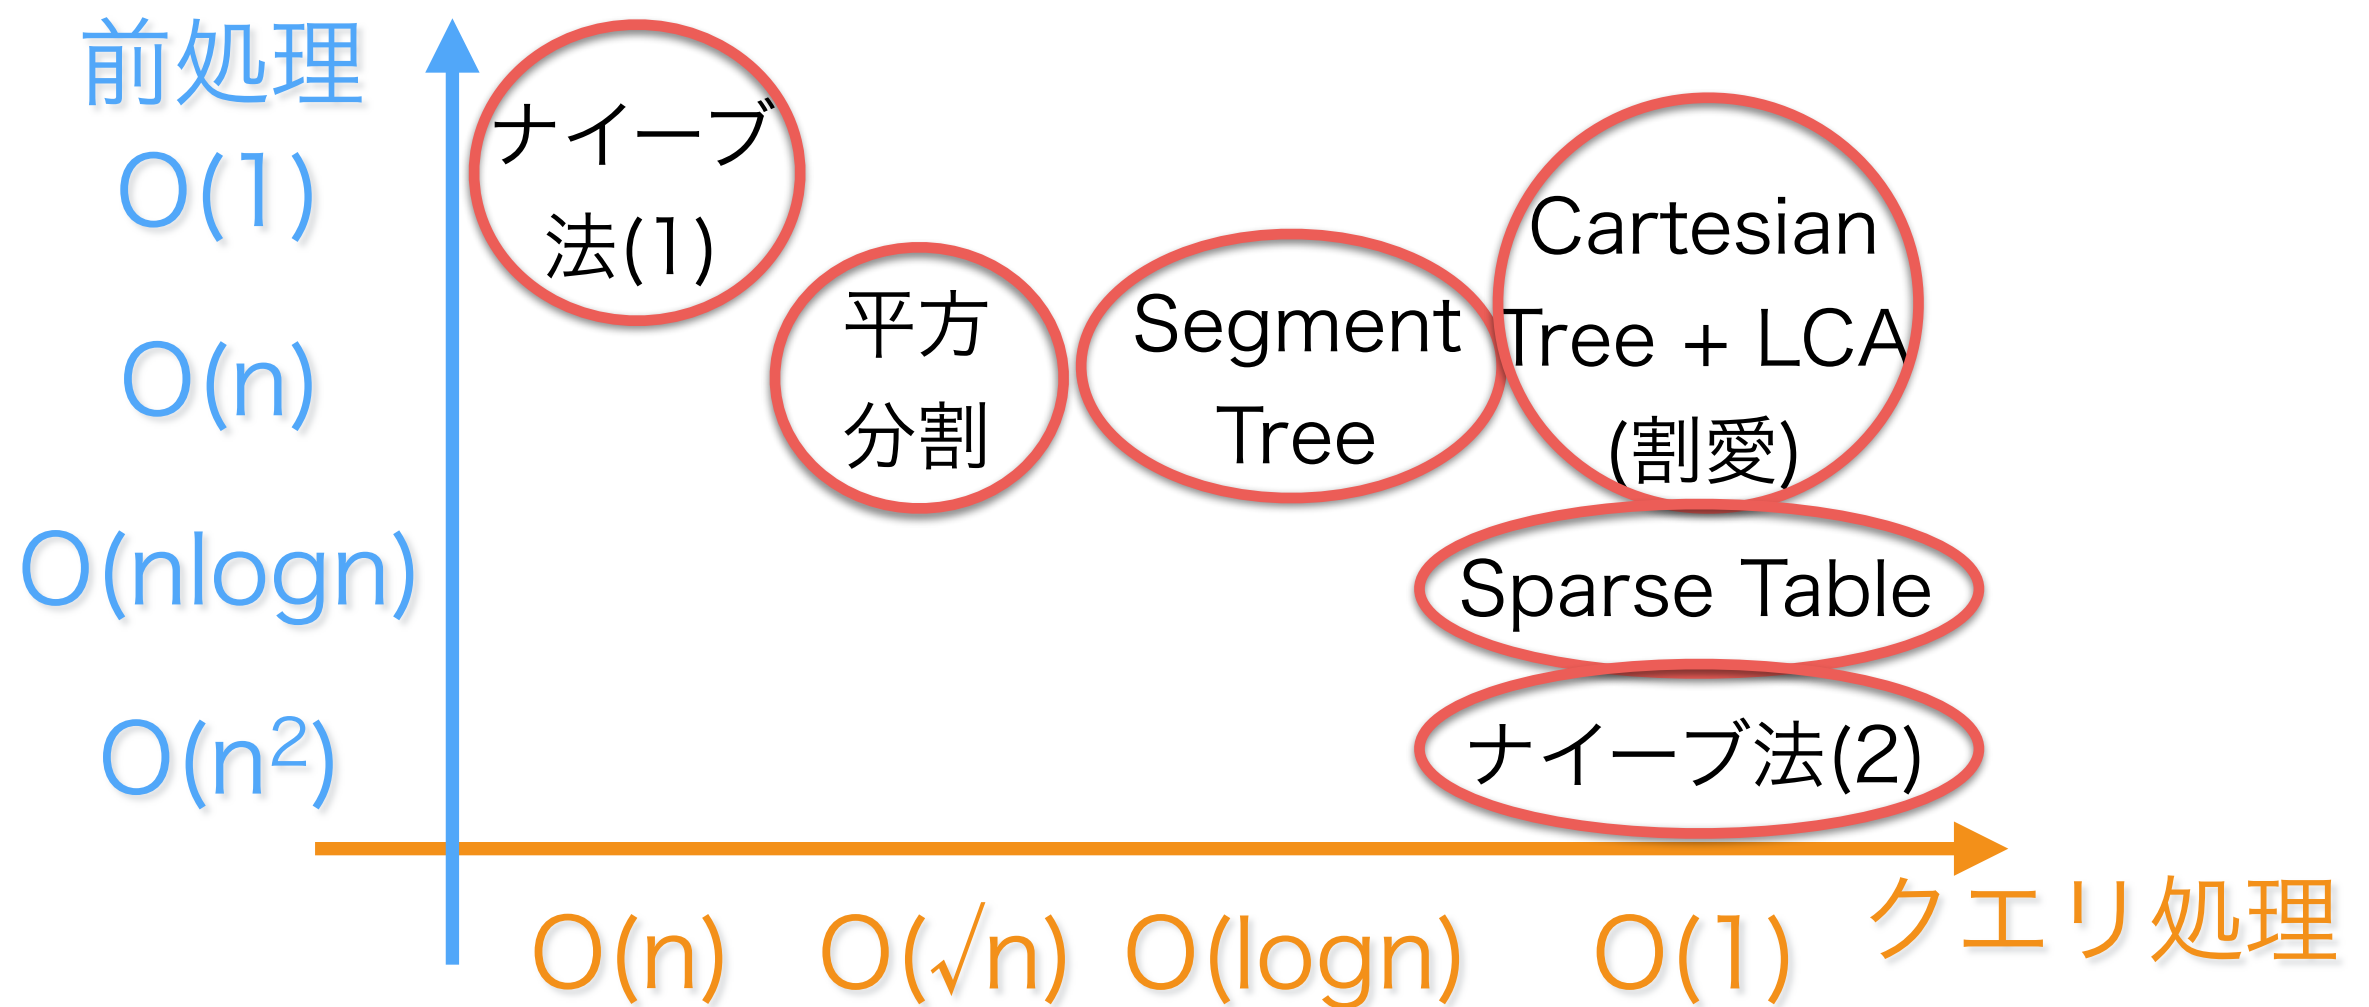 前処理
O(1)
O(n)
O(nlogn)
O(n²)
ナイーブ
法(1)
平方
分割
Segment
Tree
Cartesian
Tree + LCA
(割愛)
Sparse Table
ナイーブ法(2)
O(n)
O(√n)
O(logn)
O(1)
クエリ処理